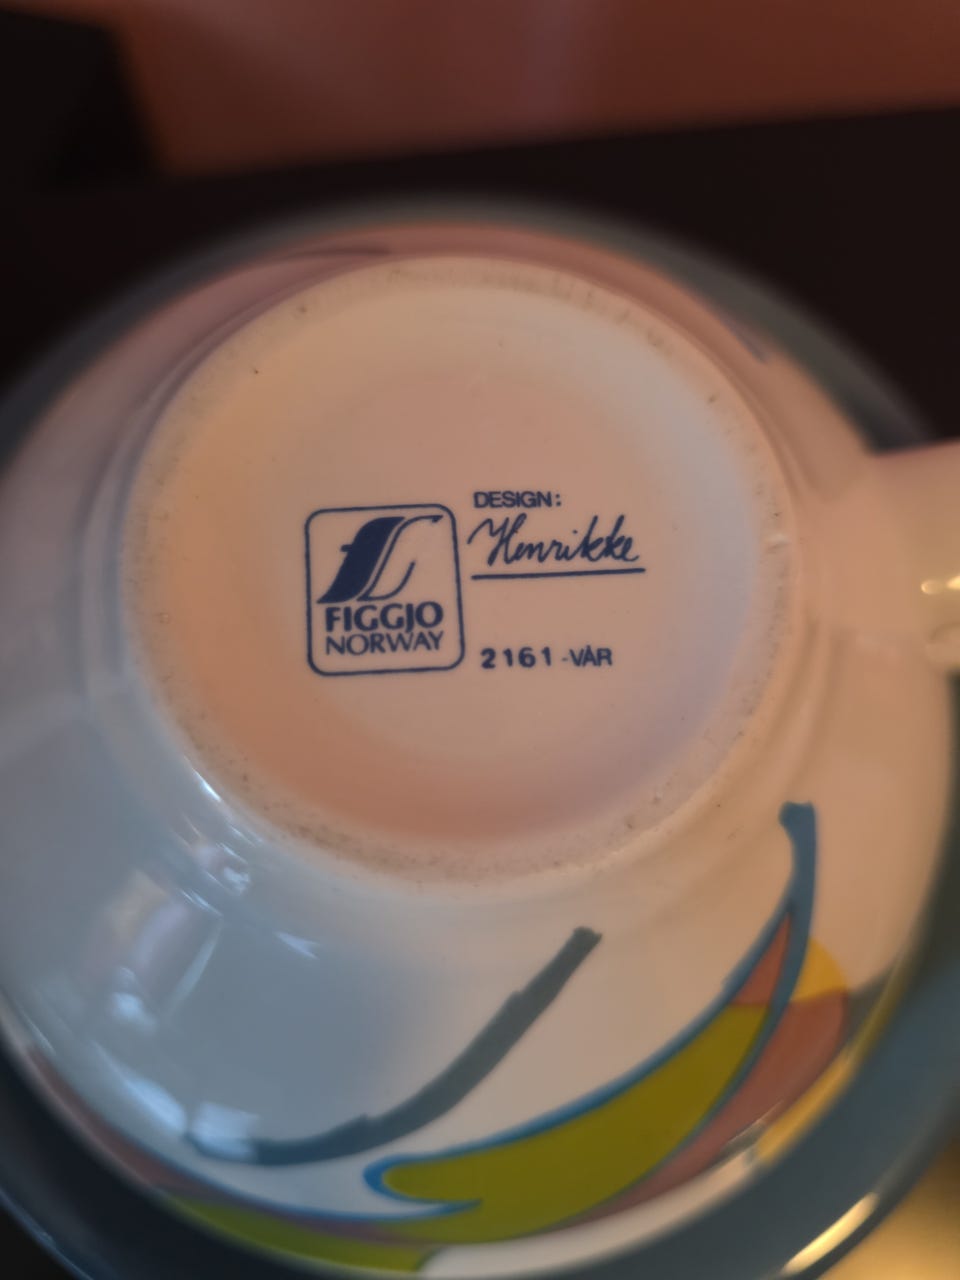 DESIGN:
Henrikke
FIGGJO
NORWAY
2161-VÅR